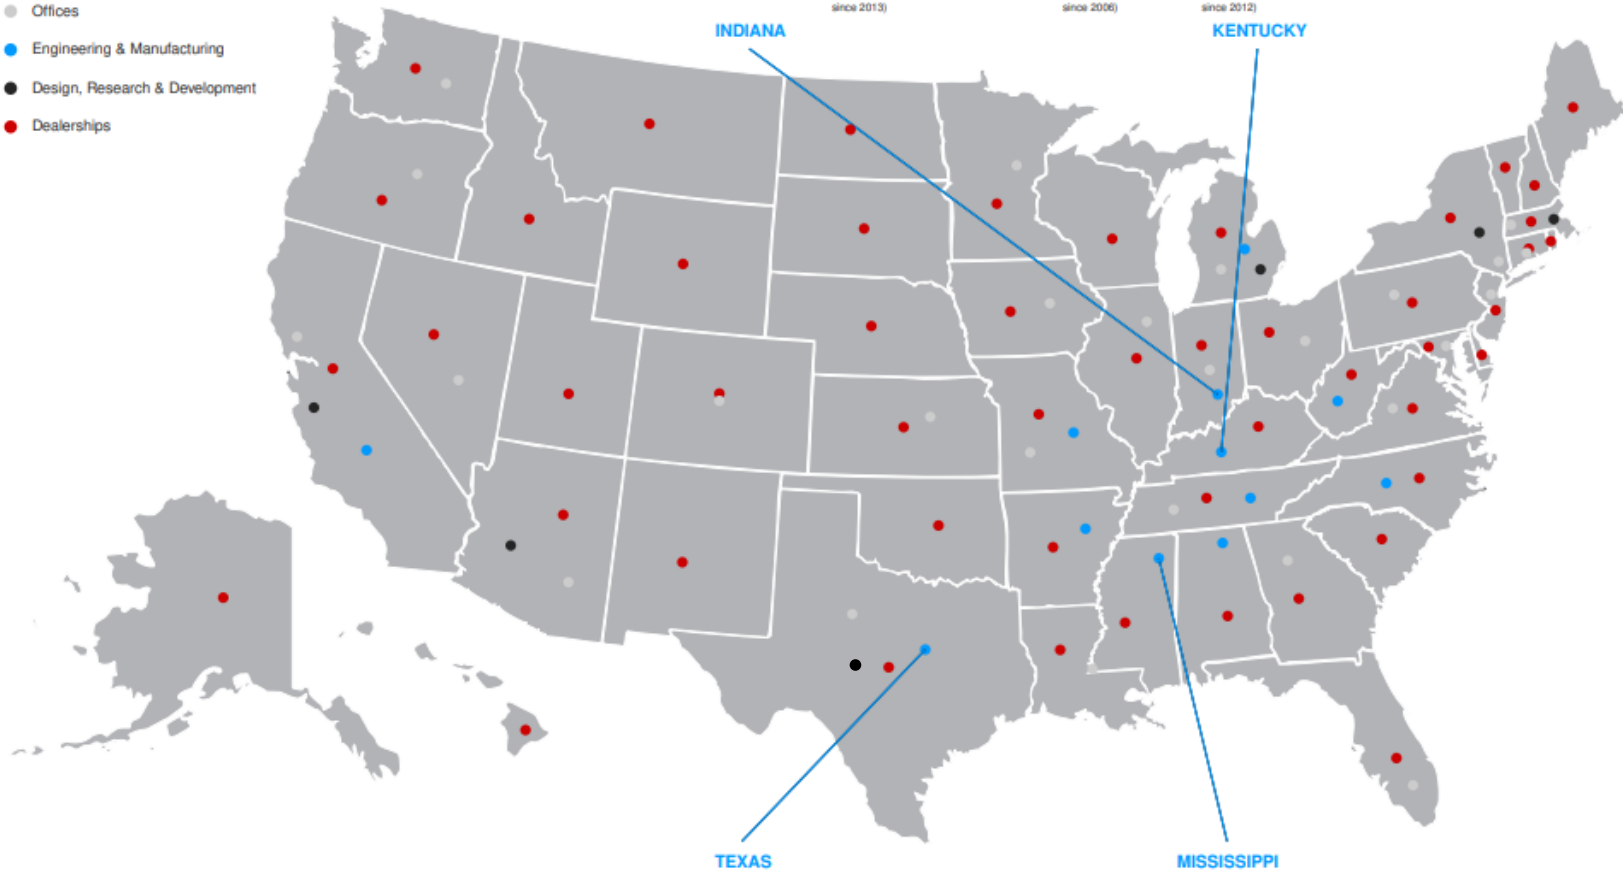 Offices
Engineering & Manufacturing
Design, Research & Development
Dealerships
since 2013)
since 2006)
since 2012)
INDIANA
KENTUCKY
TEXAS
MISSISSIPPI